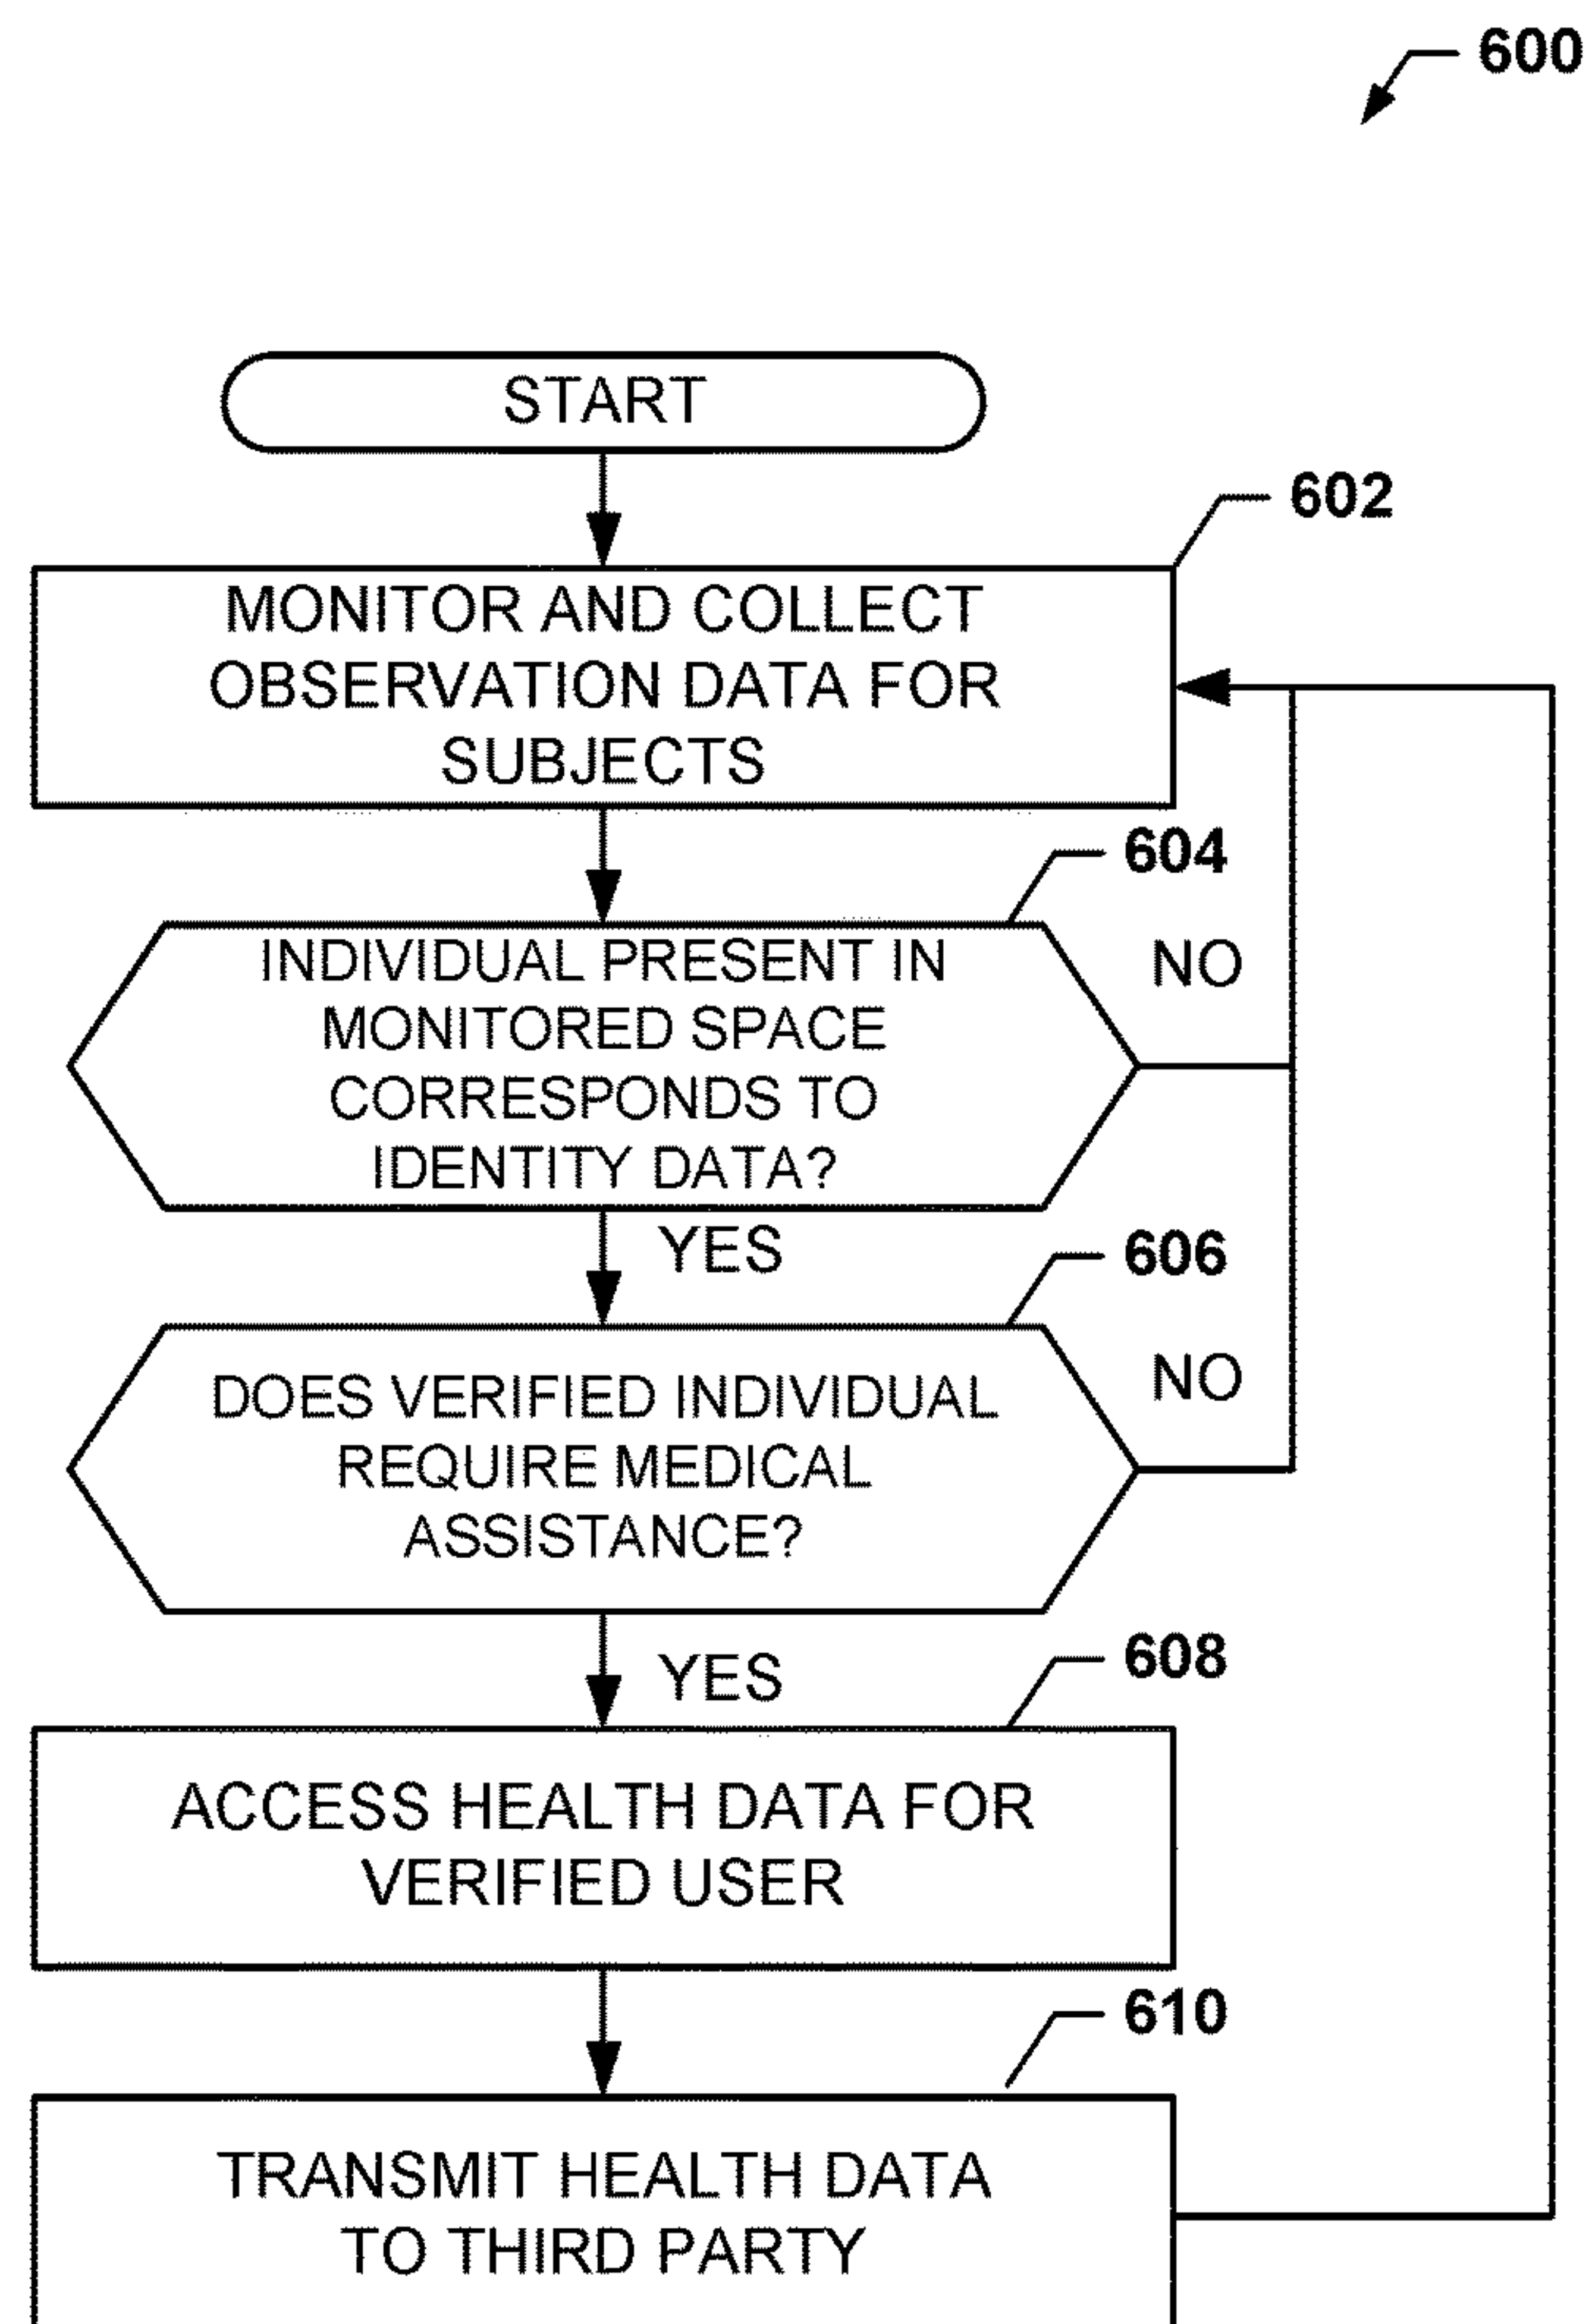 600
START
602
MONITOR AND COLLECT
OBSERVATION DATA FOR
SUBJECTS
604
INDIVIDUAL PRESENT IN
MONITORED SPACE
CORRESPONDS TO
IDENTITY DATA?
NO
YES
606
DOES VERIFIED INDIVIDUAL
REQUIRE MEDICAL
ASSISTANCE?
NO
YES
608
ACCESS HEALTH DATA FOR
VERIFIED USER
610
TRANSMIT HEALTH DATA
TO THIRD PARTY